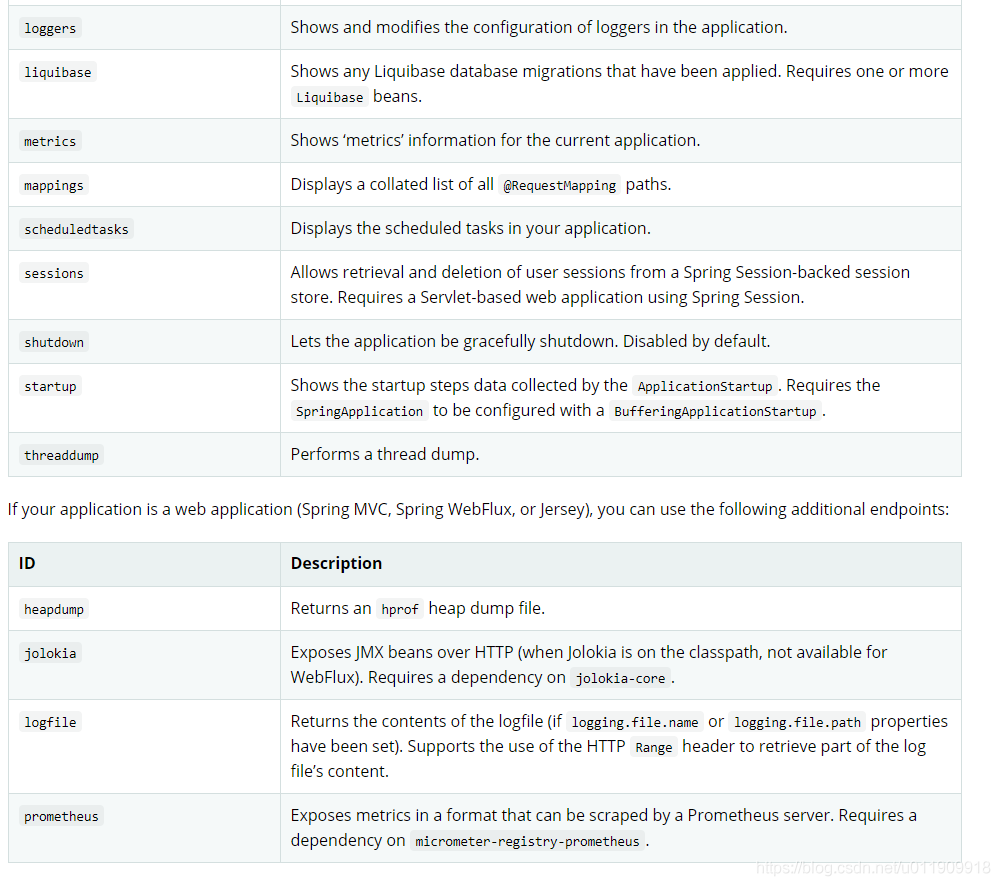 loggers Shows and modifies the configuration of loggers in the application.
liquibase Shows any Liquibase database migrations that have been applied. Requires one or more
Liquibase beans.
metrics Shows ‘metrics’ information for the current application.
mappings Displays a collated list of all @RequestMapping paths.
scheduledtasks Displays the scheduled tasks in your application.
sessions Allows retrieval and deletion of user sessions from a Spring Session-backed session
store. Requires a Servlet-based web application using Spring Session.
shutdown Lets the application be gracefully shutdown. Disabled by default.
startup Shows the startup steps data collected by the ApplicationStartup. Requires the
SpringApplication to be configured with a BufferingApplicationStartup.
threaddump Performs a thread dump.
If your application is a web application (Spring MVC, Spring WebFlux, or Jersey), you can use the following additional endpoints:
ID Description
heapdump Returns an hprof heap dump file.
jolokia Exposes JMX beans over HTTP (when Jolokia is on the classpath, not available for
WebFlux). Requires a dependency on jolokia-core.
logfile Returns the contents of the logfile (if logging.file.name or logging.file.path properties
have been set). Supports the use of the HTTP Range header to retrieve part of the log
file’s content.
prometheus Exposes metrics in a format that can be scraped by a Prometheus server. Requires a
dependency on micrometer-registry-prometheus.
https://blog.csdn.net/u011909918